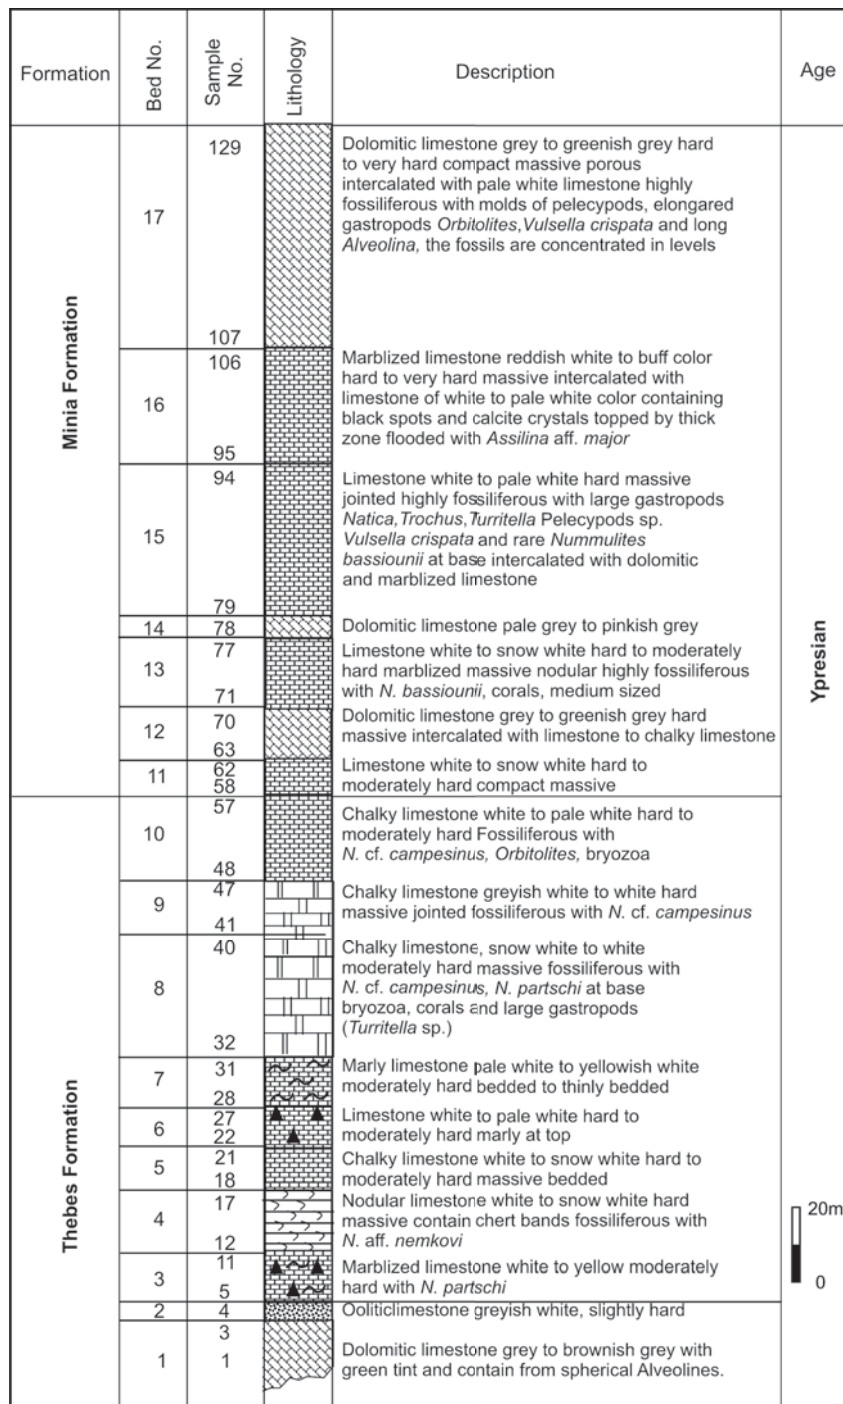 Formation
Bed No.
Sample
No.
Lithology
Description
Age
Minia Formation
Thebes Formation
Ypresian
17
129
107
Dolomitic limestone grey to greenish grey hard
to very hard compact massive porous
intercalated with pale white limestone highly
fossiliferous with molds of pelecypods, elongared
gastropods Orbitolites, Vulsella crispata and long
Alveolina, the fossils are concentrated in levels
16
106
95
Marblized limestone reddish white to buff color
hard to very hard massive intercalated with
limestone of white to pale white color containing
black spots and calcite crystals topped by thick
zone flooded with Assilina aff. major
15
94
79
Limestone white to pale white hard massive
jointed highly fossiliferous with large gastropods
Natica, Trochus, Turritella Pelecypods sp.
Vulsella crispata and rare Nummulites
bassiounii at base intercalated with dolomitic
and marblized limestone
14
78
Dolomitic limestone pale grey to pinkish grey
13
77
71
Limestone white to snow white hard to moderately
hard marblized massive nodular highly fossiliferous
with N. bassiounii, corals, medium sized
12
70
63
Dolomitic limestone grey to greenish grey hard
massive intercalated with limestone to chalky limestone
11
62
58
Limestone white to snow white hard to
moderately hard compact massive
10
57
48
Chalky limestone white to pale white hard to
moderately hard Fossiliferous with
N. cf. campesinus, Orbitolites, bryozoa
9
47
41
Chalky limestone greyish white to white hard
massive jointed fossiliferous with N. cf. campesinus
8
40
32
Chalky limestone, snow white to white
moderately hard massive fossiliferous with
N. cf. campesinus, N. partschi at base
bryozoa, corals and large gastropods
(Turritella sp.)
7
31
28
Marly limestone pale white to yellowish white
moderately hard bedded to thinly bedded
6
27
22
Limestone white to pale white hard to
moderately hard marly at top
5
21
18
Chalky limestone white to snow white hard to
moderately hard massive bedded
4
17
12
Nodular limestone white to snow white hard
massive contain chert bands fossiliferous with
N. aff. nemkovi
3
11
5
Marblized limestone white to yellow moderately
hard with N. partschi
2
4
Ooliticlimestone greyish white, slightly hard
1
3
1
Dolomitic limestone grey to brownish grey with
green tint and contain from spherical Alveolines.
20m
0